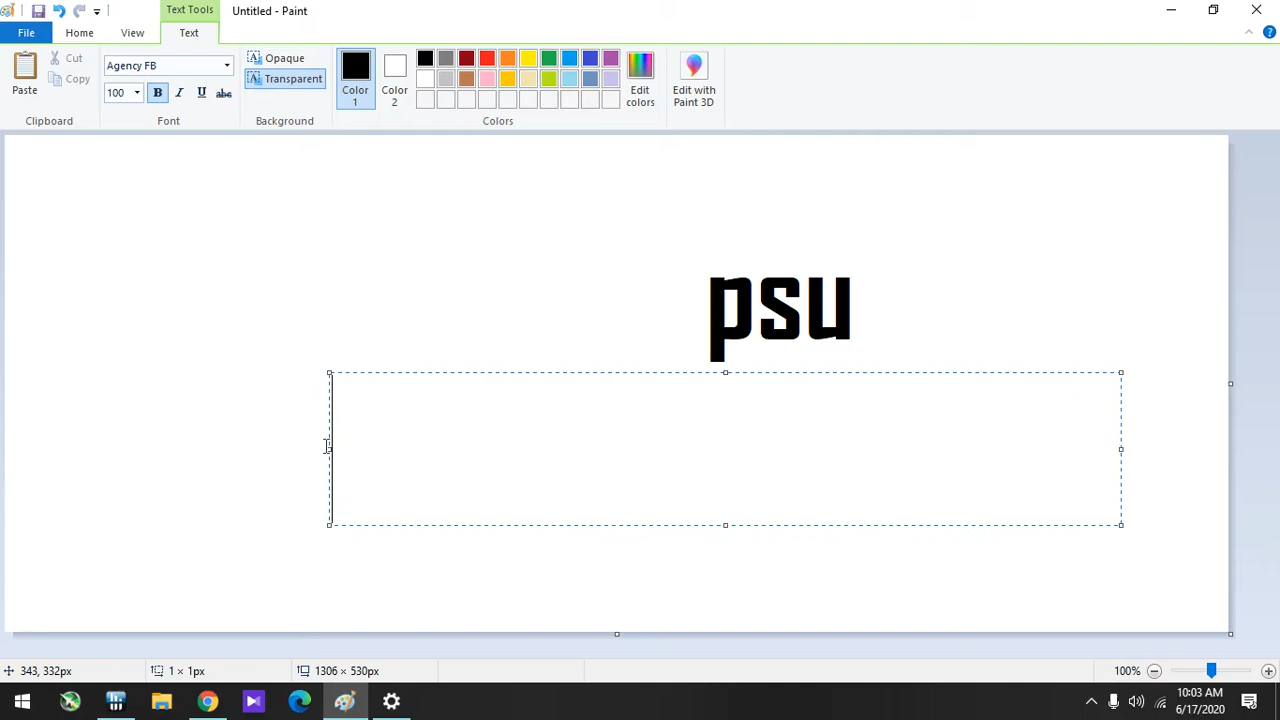 Text Tools
Untitled - Paint
File
Home
View
Text
Paste
Cut
Copy
Clipboard
Agency FB
100
B
I
U
abc
Font
Opaque
Transparent
Background
Color 1
Color 2
Edit colors
Colors
Edit with Paint 3D
psu
343, 332px
1 × 1px
1306 × 530px
100%
10:03 AM
6/17/2020